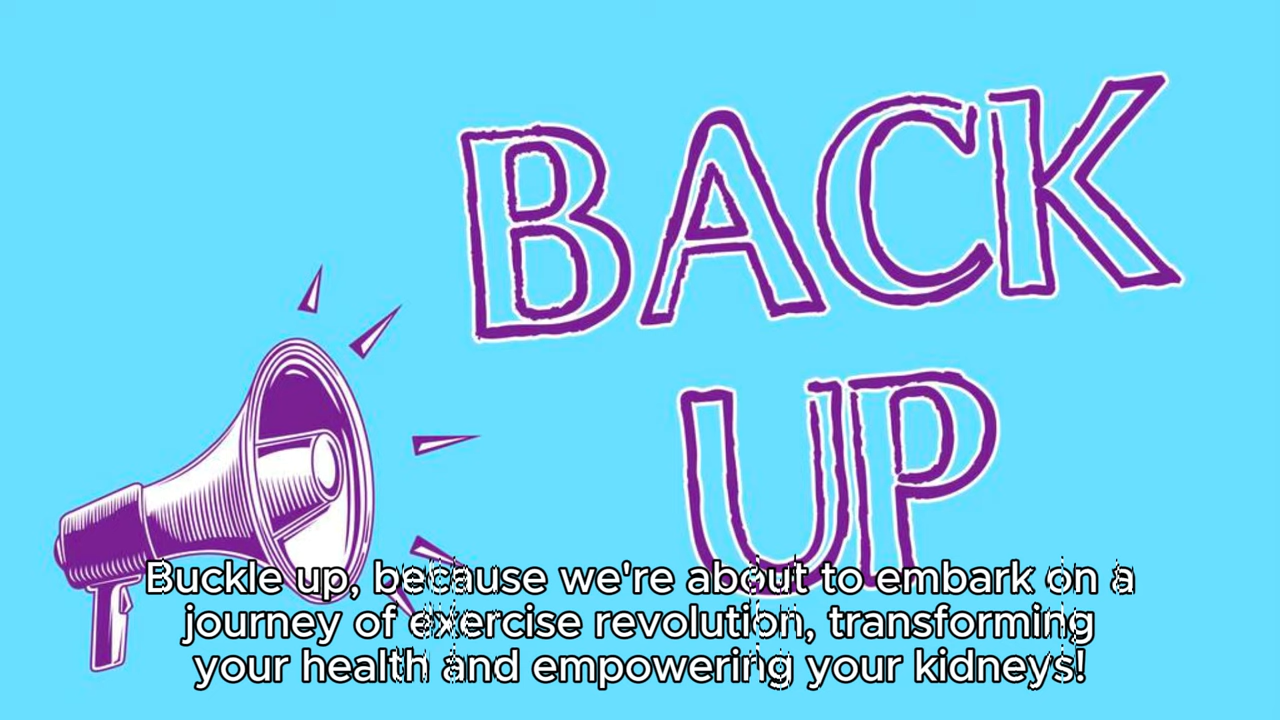 BACK
UP
Buckle up, because we're about to embark on a
journey of exercise revolution, transforming
your health and empowering your kidneys!